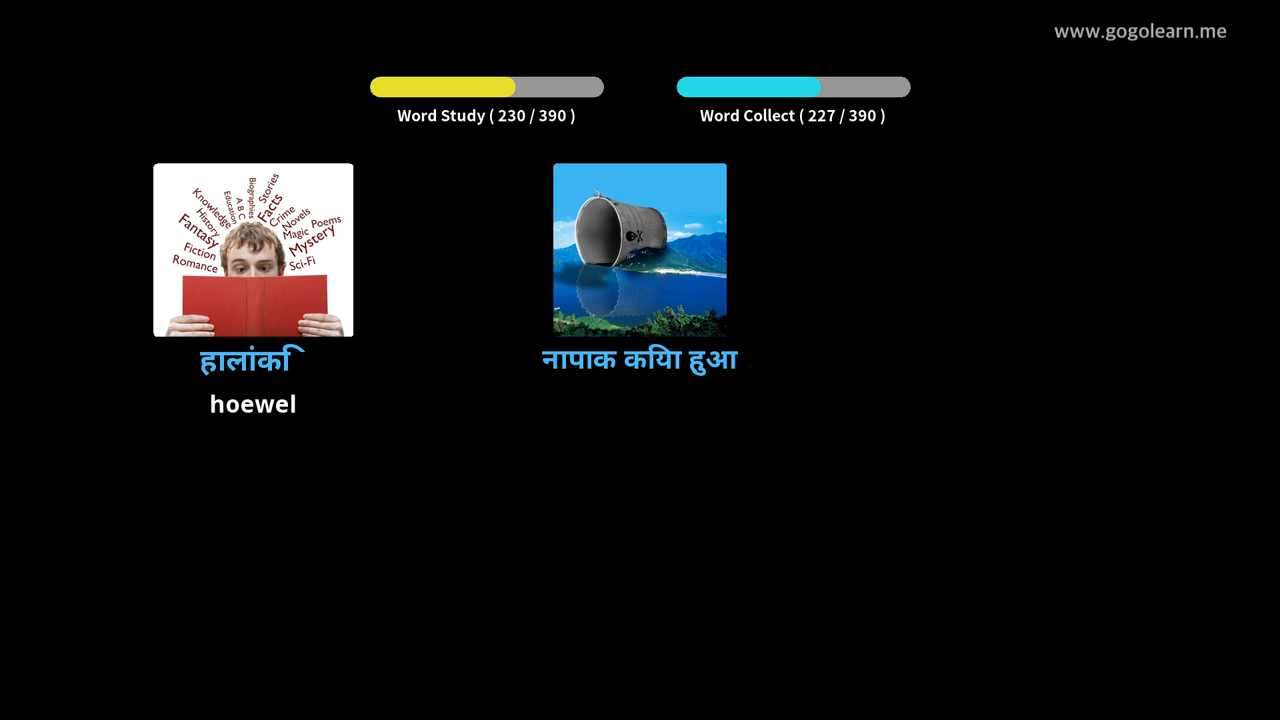 www.gogolearn.me
Word Study ( 230 / 390 )
Word Collect ( 227 / 390 )
Stories
Biographies
Facts
A B C
Education
Knowledge
Crime
Novels
History
Poems
Magic
Fantasy
Mystery
Fiction
Sci-Fi
Romance
हालांकि
hoewel
नापाक किया हुआ